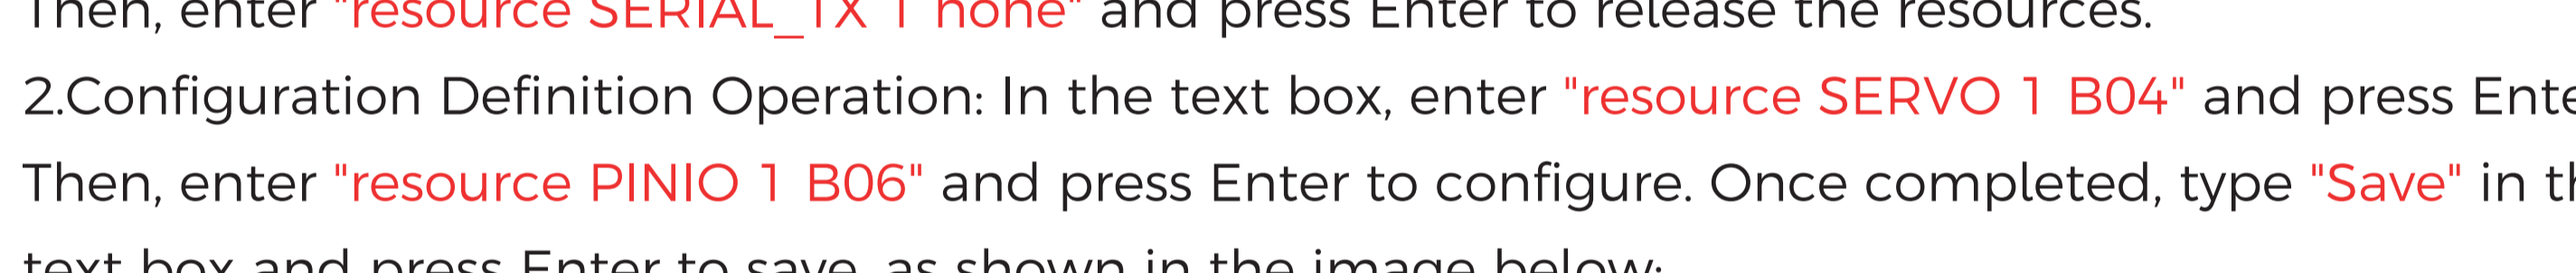 Then, enter "resource SERIAL_TX 1 none" and press Enter to release the resources.
2.Configuration Definition Operation: In the text box, enter "resource SERVO 1 B04" and press Ente
Then, enter "resource PINIO 1 B06" and press Enter to configure. Once completed, type "Save" in th
text box and press Enter to save, as shown in the image below: